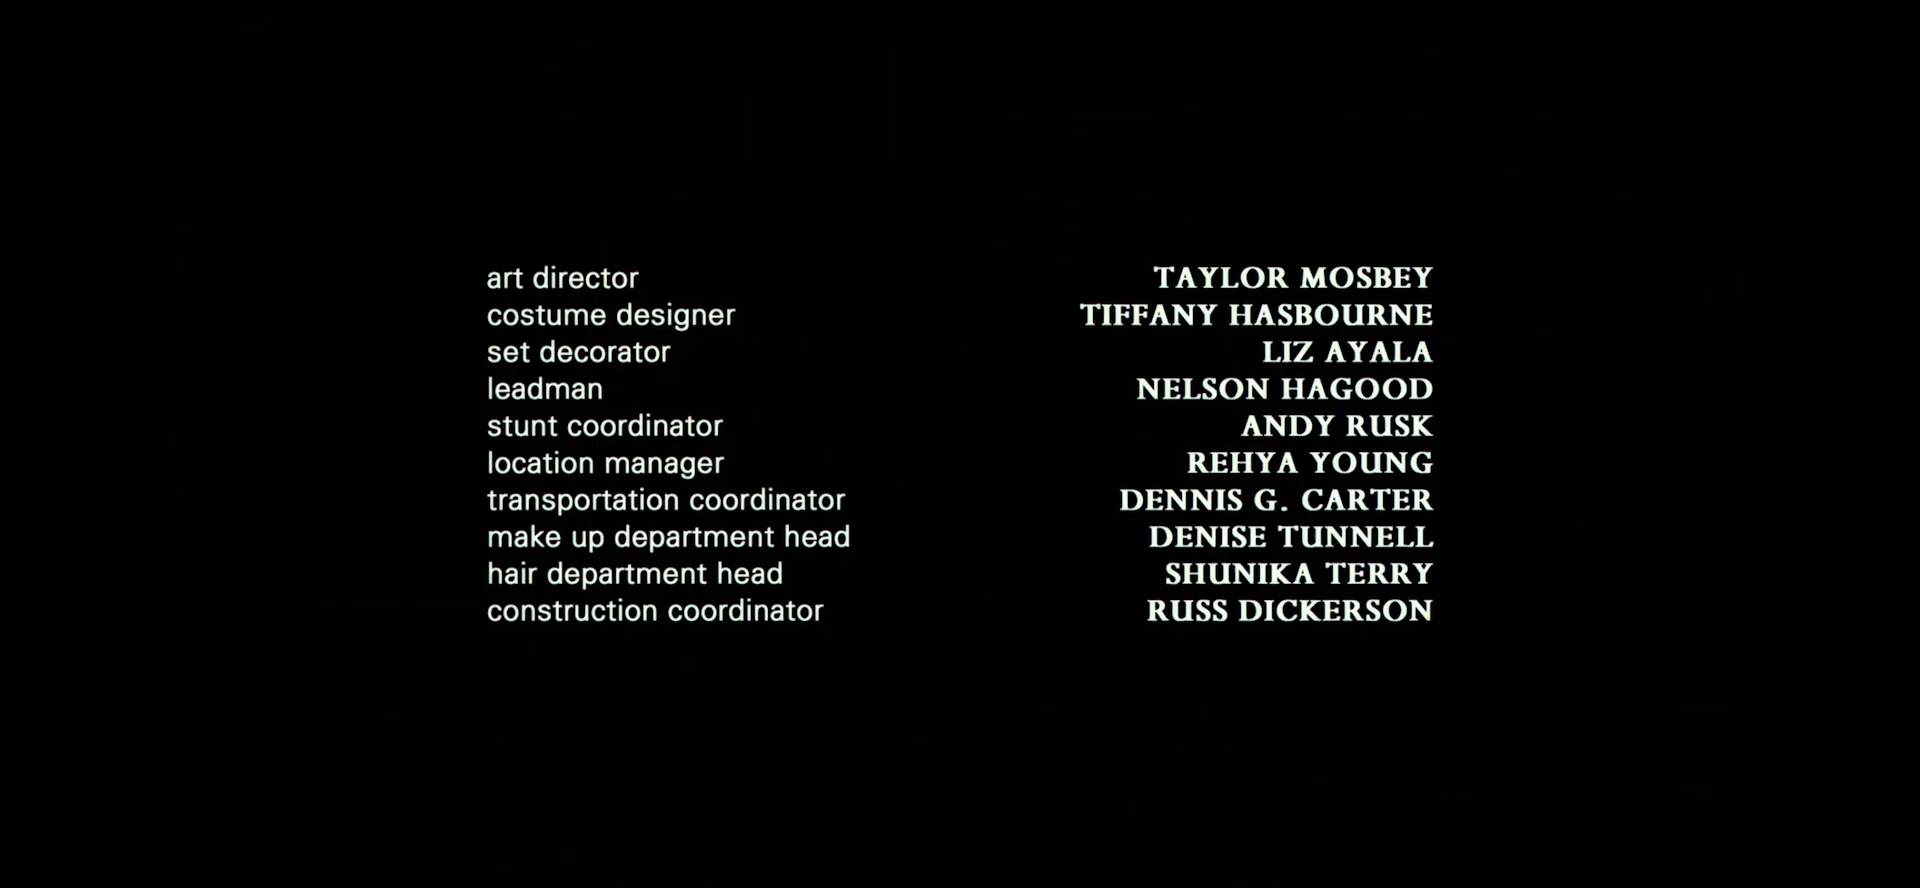 art director TAYLOR MOSBEY
costume designer TIFFANY HASBOURNE
set decorator LIZ AYALA
leadman NELSON HAGOOD
stunt coordinator ANDY RUSK
location manager REHYA YOUNG
transportation coordinator DENNIS G. CARTER
make up department head DENISE TUNNELL
hair department head SHUNIKA TERRY
construction coordinator RUSS DICKERSON